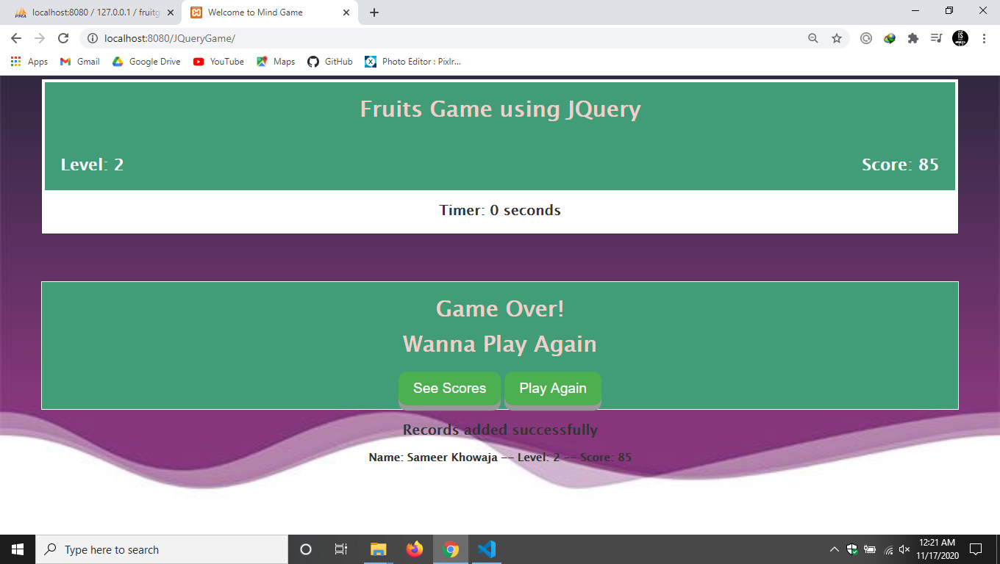 localhost:8080 / 127.0.0.1 / fruitg
Welcome to Mind Game
localhost:8080/JQueryGame/
Apps
Gmail
Google Drive
YouTube
Maps
GitHub
Photo Editor : Pixlr...
Fruits Game using JQuery
Level: 2
Score: 85
Timer: 0 seconds
Game Over!
Wanna Play Again
See Scores
Play Again
Records added successfully
Name: Sameer Khowaja -- Level: 2 -- Score: 85
Type here to search
12:21 AM
11/17/2020